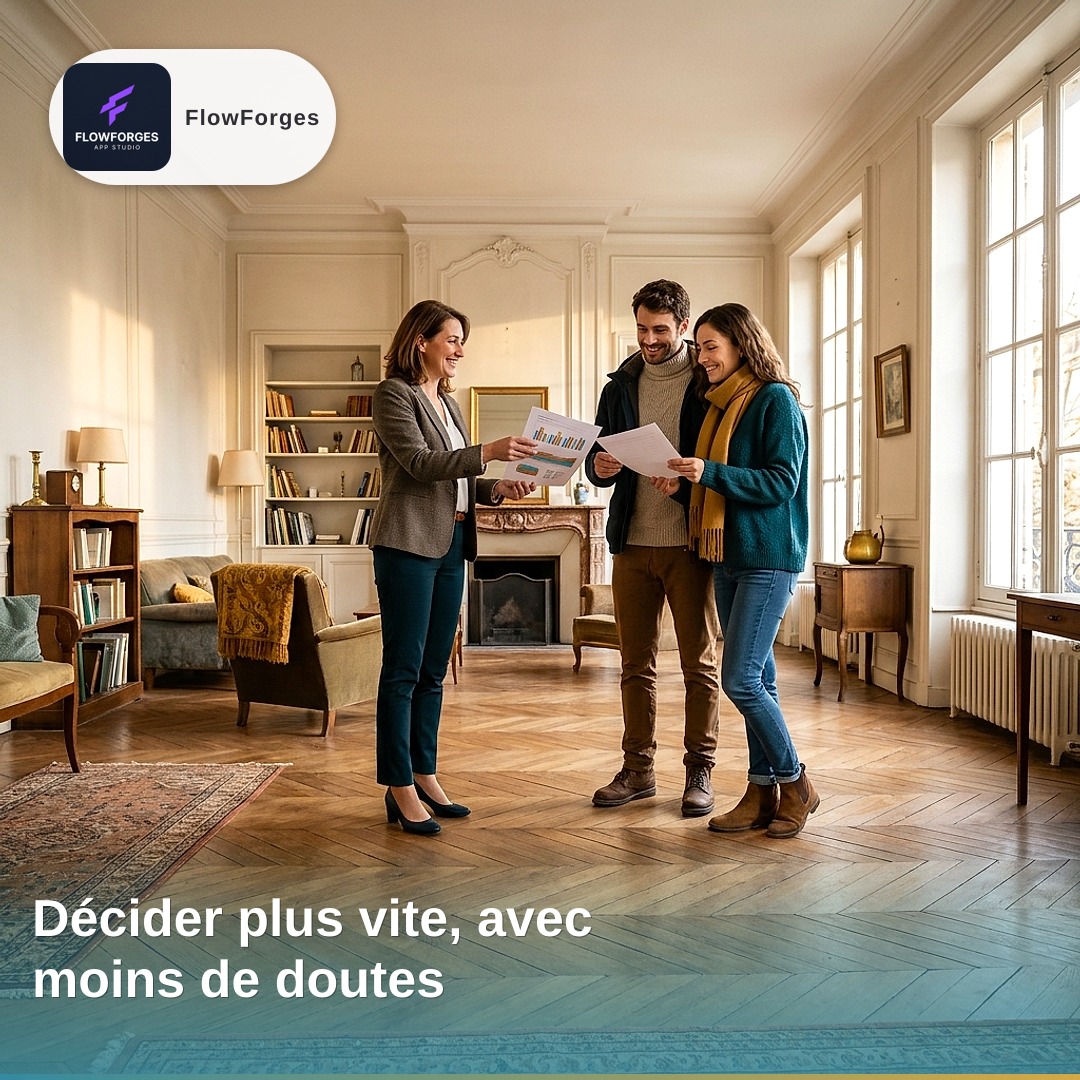 FLOWFORGES
APP STUDIO
FlowForges
Décider plus vite, avec
moins de doutes